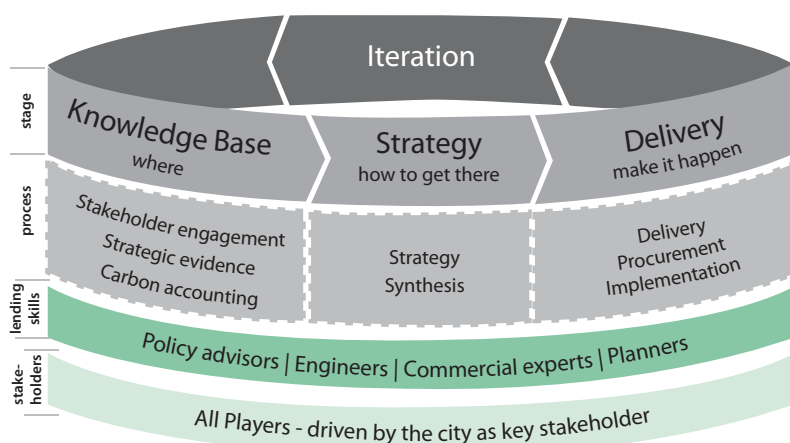 Iteration
stage
Knowledge Base
where
Strategy
how to get there
Delivery
make it happen
process
Stakeholder engagement
Strategic evidence
Carbon accounting
Strategy
Synthesis
Delivery
Procurement
Implementation
lending
skills
Policy advisors | Engineers | Commercial experts | Planners
stake-
holders
All Players - driven by the city as key stakeholder